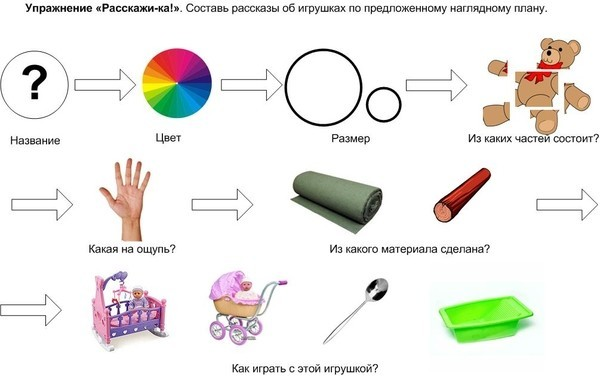 Упражнение «Расскажи-ка!». Составь рассказы об игрушках по предложенному наглядному плану.
?
Название
Цвет
Размер
Из каких частей состоит?
Какая на ощупь?
Из какого материала сделана?
Как играть с этой игрушкой?